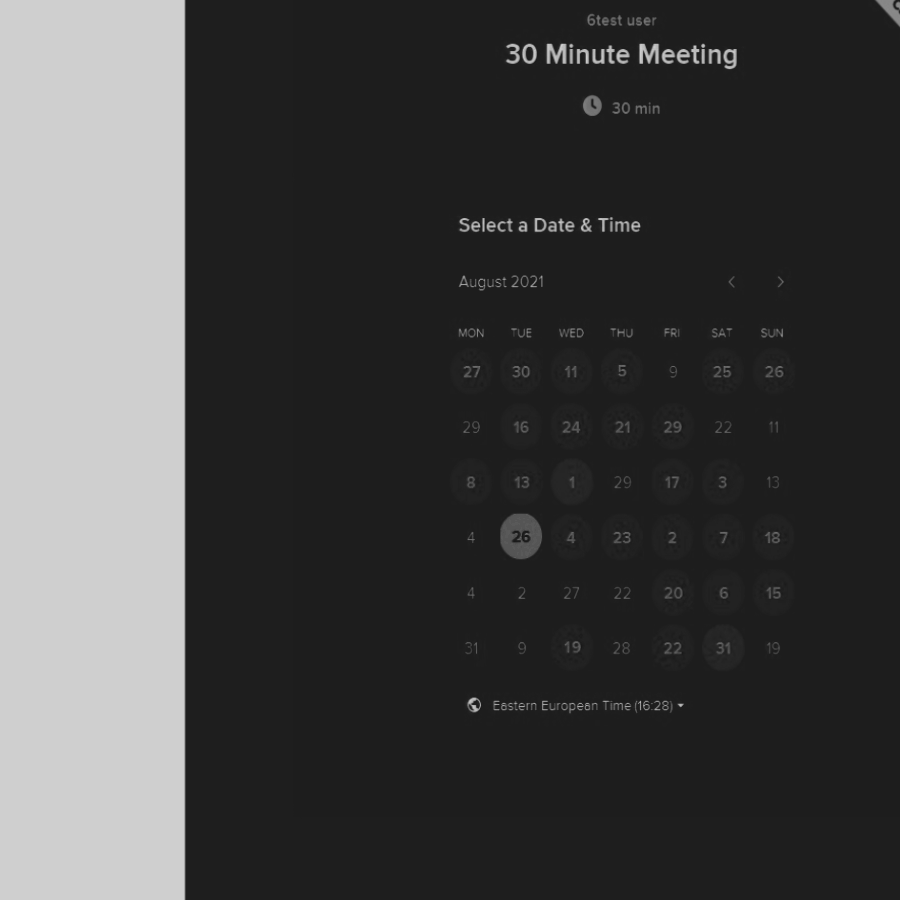 6test user
30 Minute Meeting
30 min
Select a Date & Time
August 2021
MON TUE WED THU FRI SAT SUN
27 30 11 5 9 25 26
29 16 24 21 29 22 11
8 13 1 29 17 3 13
4 26 4 23 2 7 18
4 2 27 22 20 6 15
31 9 19 28 22 31 19
Eastern European Time (16:28)